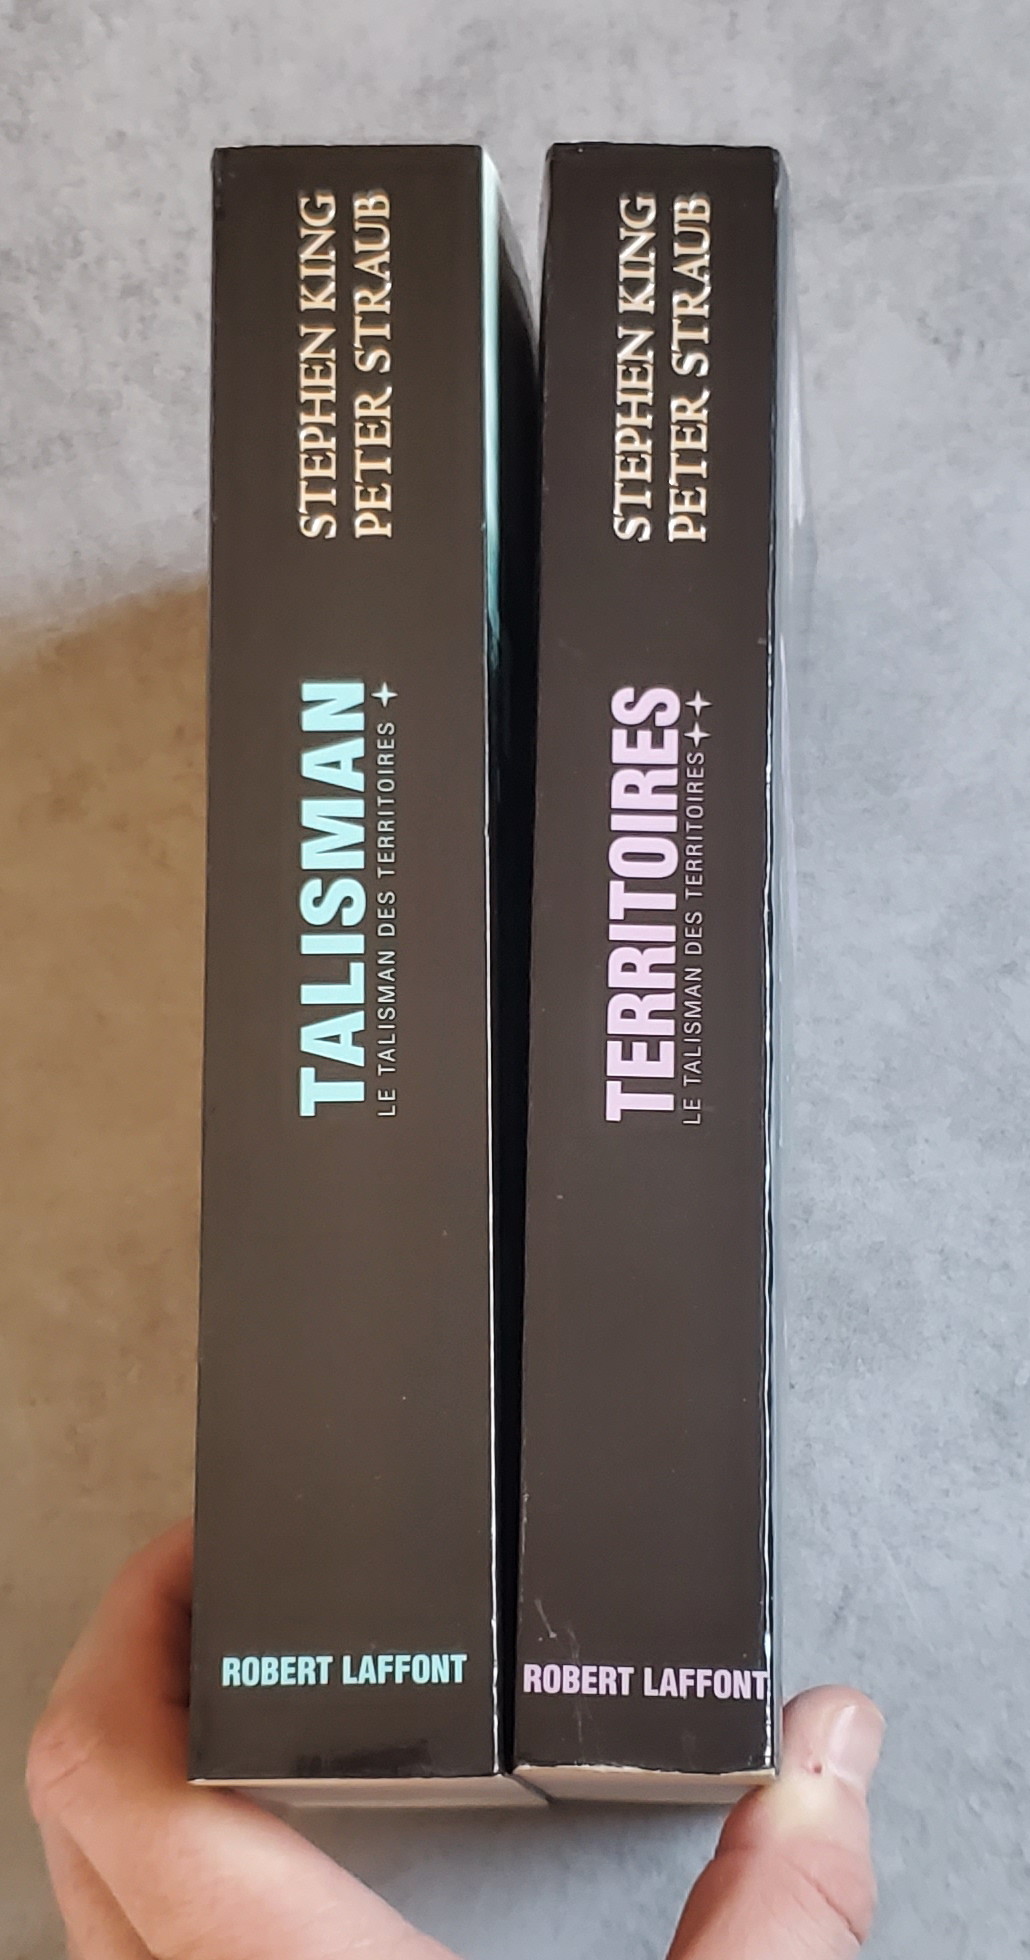 STEPHEN KING
PETER STRAUB
TALISMAN
LE TALISMAN DES TERRITOIRES
ROBERT LAFFONT
STEPHEN KING
PETER STRAUB
TERRITOIRES
LE TALISMAN DES TERRITOIRES
ROBERT LAFFONT